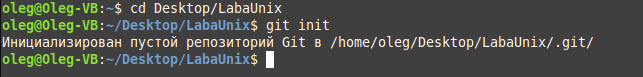 oleg@Oleg-VB:~$ cd Desktop/LabaUnix
oleg@Oleg-VB:~/Desktop/LabaUnix$ git init
Инициализирован пустой репозиторий Git в /home/oleg/Desktop/LabaUnix/.git/
oleg@Oleg-VB:~/Desktop/LabaUnix$